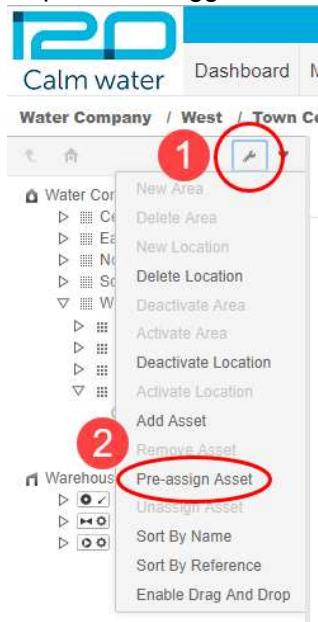 i2O
Calm water
Dashboard
Water Company / West / Town Ce
1
Water Cor
New Area
Ce
Delete Area
Ea
New Location
No
Delete Location
So
Deactivate Area
W
Activate Area
Deactivate Location
Activate Location
Add Asset
2
Remove Asset
Warehous
Pre-assign Asset
Unassign Asset
Sort By Name
Sort By Reference
Enable Drag And Drop